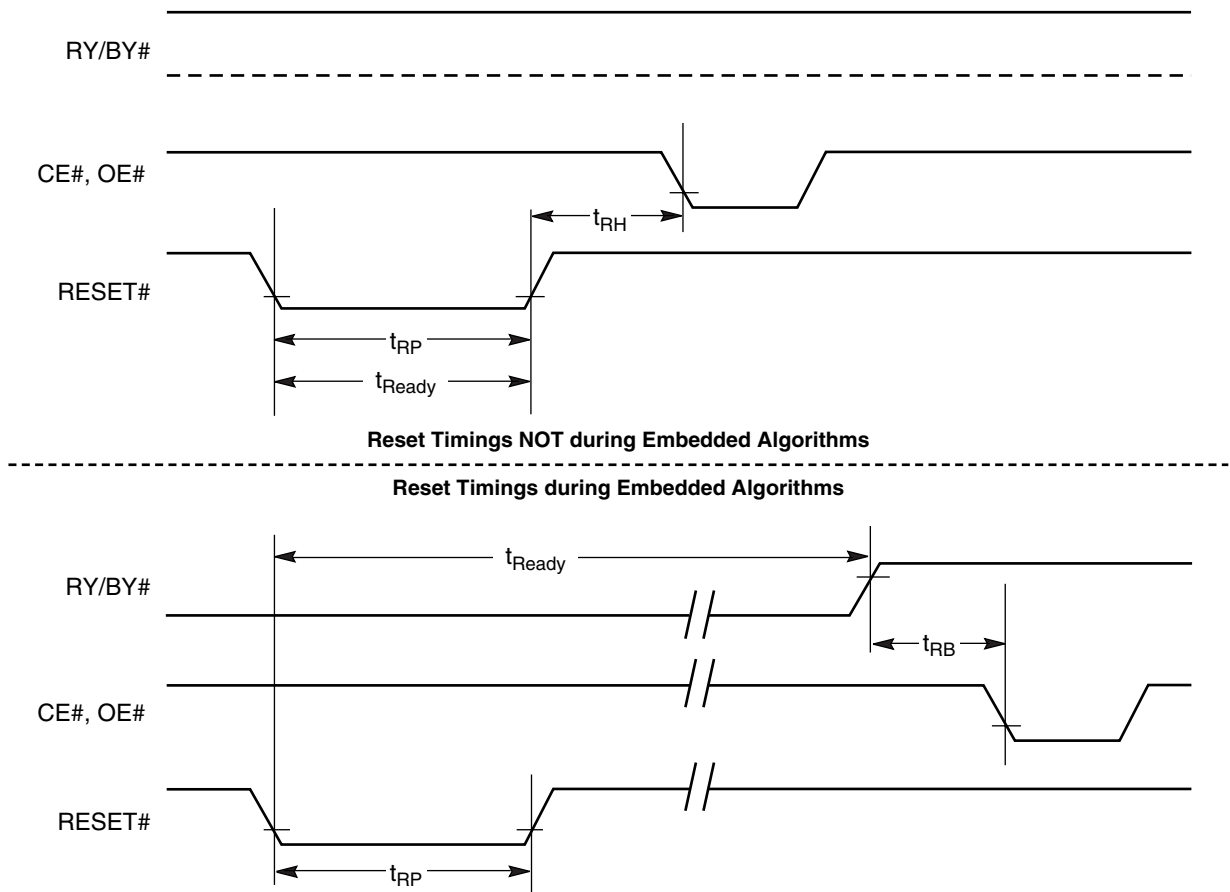 RY/BY#
CE#, OE#
tRH
RESET#
tRP
tReady
Reset Timings NOT during Embedded Algorithms
Reset Timings during Embedded Algorithms
tReady
RY/BY#
tRB
CE#, OE#
RESET#
tRP